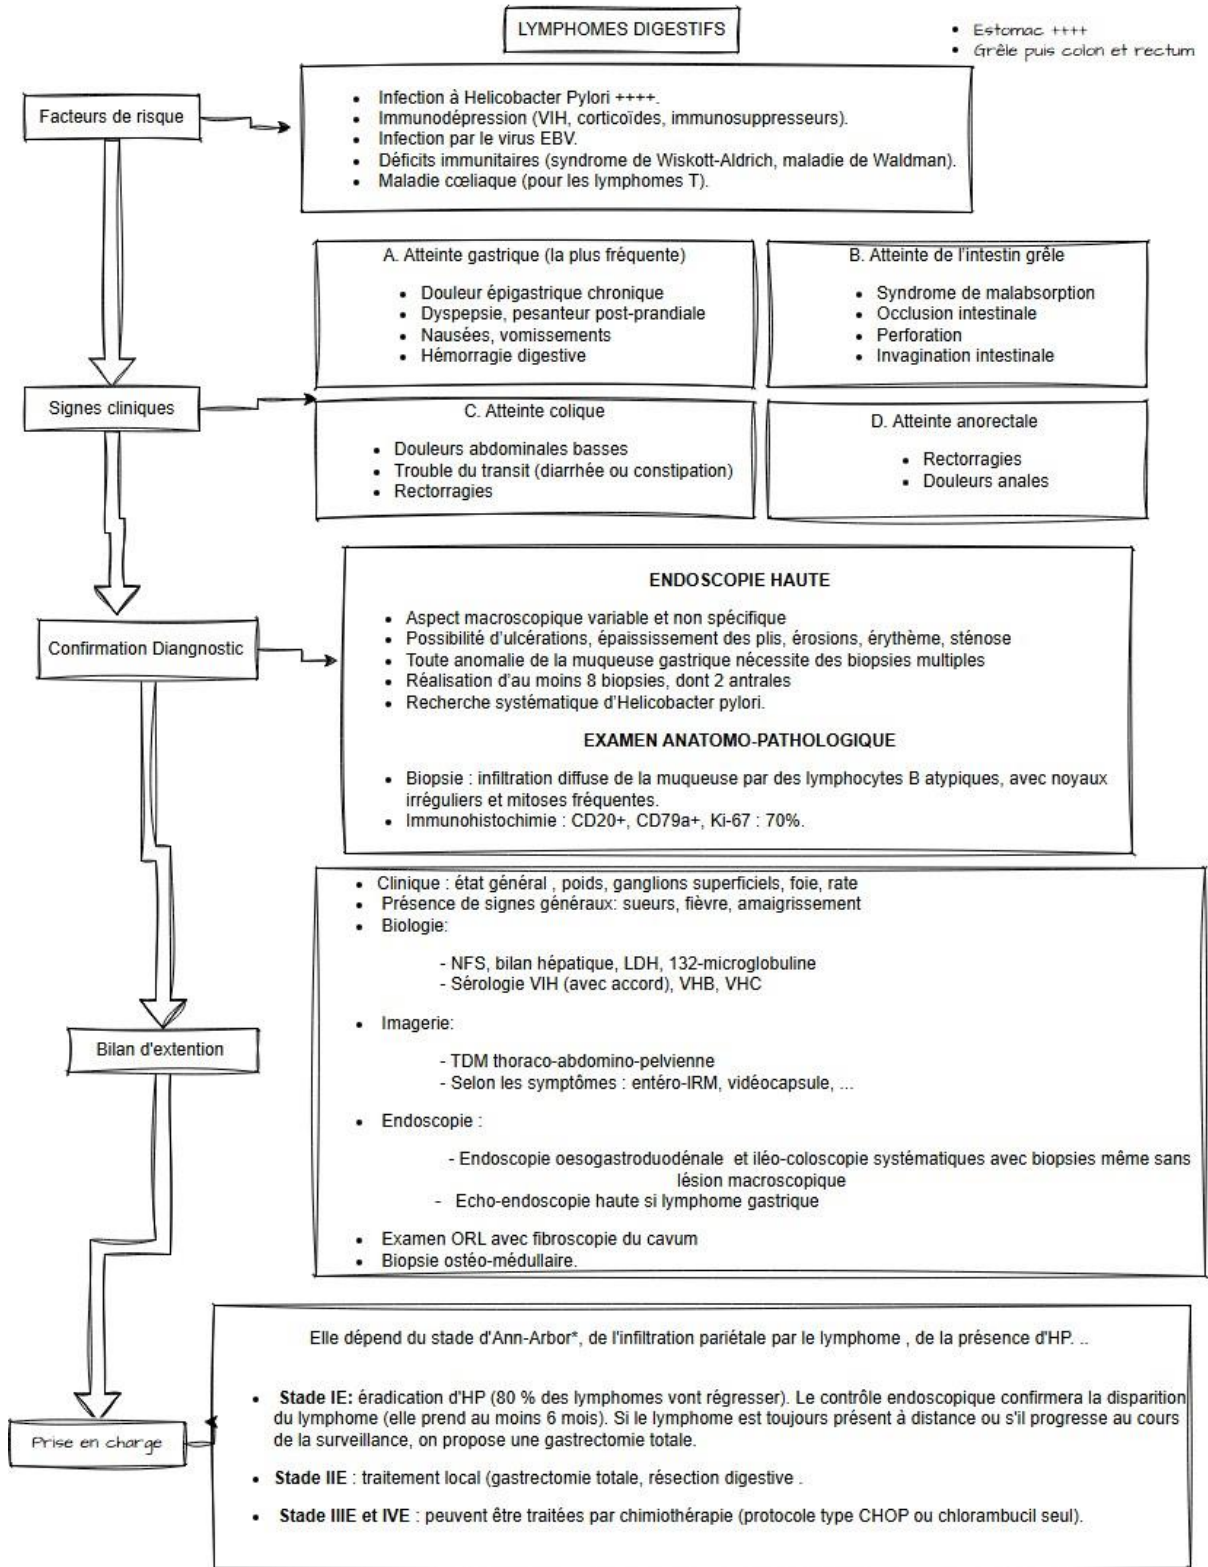 LYMPHOMES DIGESTIFS
• Estomac ++++
• Grêle puis colon et rectum
Facteurs de risque
• Infection à Helicobacter Pylori ++++.
• Immunodépression (VIH, corticoïdes, immunosuppresseurs).
• Infection par le virus EBV.
• Déficits immunitaires (syndrome de Wiskott-Aldrich, maladie de Waldman).
• Maladie cœliaque (pour les lymphomes T).
Signes cliniques
A. Atteinte gastrique (la plus fréquente)
• Douleur épigastrique chronique
• Dyspepsie, pesanteur post-prandiale
• Nausées, vomissements
• Hémorragie digestive
B. Atteinte de l'intestin grêle
• Syndrome de malabsorption
• Occlusion intestinale
• Perforation
• Invagination intestinale
C. Atteinte colique
• Douleurs abdominales basses
• Trouble du transit (diarrhée ou constipation)
• Rectorragies
D. Atteinte anorectale
• Rectorragies
• Douleurs anales
Confirmation Diangnostic
ENDOSCOPIE HAUTE
• Aspect macroscopique variable et non spécifique
• Possibilité d'ulcérations, épaississement des plis, érosions, érythème, sténose
• Toute anomalie de la muqueuse gastrique nécessite des biopsies multiples
• Réalisation d'au moins 8 biopsies, dont 2 antrales
• Recherche systématique d'Helicobacter pylori.
EXAMEN ANATOMO-PATHOLOGIQUE
• Biopsie : infiltration diffuse de la muqueuse par des lymphocytes B atypiques, avec noyaux
irréguliers et mitoses fréquentes.
• Immunohistochimie : CD20+, CD79a+, Ki-67 : 70%.
Bilan d'extention
• Clinique : état général , poids, ganglions superficiels, foie, rate
• Présence de signes généraux: sueurs, fièvre, amaigrissement
• Biologie:
- NFS, bilan hépatique, LDH, 132-microglobuline
- Sérologie VIH (avec accord), VHB, VHC
• Imagerie:
- TDM thoraco-abdomino-pelvienne
- Selon les symptômes : entéro-IRM, vidéocapsule, ...
• Endoscopie :
- Endoscopie oesogastroduodénale et iléo-coloscopie systématiques avec biopsies même sans
lésion macroscopique
- Echo-endoscopie haute si lymphome gastrique
• Examen ORL avec fibroscopie du cavum
• Biopsie ostéo-médullaire.
Prise en charge
Elle dépend du stade d'Ann-Arbor*, de l'infiltration pariétale par le lymphome , de la présence d'HP. ..
• Stade IE: éradication d'HP (80 % des lymphomes vont régresser). Le contrôle endoscopique confirmera la disparition
du lymphome (elle prend au moins 6 mois). Si le lymphome est toujours présent à distance ou s'il progresse au cours
de la surveillance, on propose une gastrectomie totale.
• Stade IIE : traitement local (gastrectomie totale, résection digestive .
• Stade IIIE et IVE : peuvent être traitées par chimiothérapie (protocole type CHOP ou chlorambucil seul).